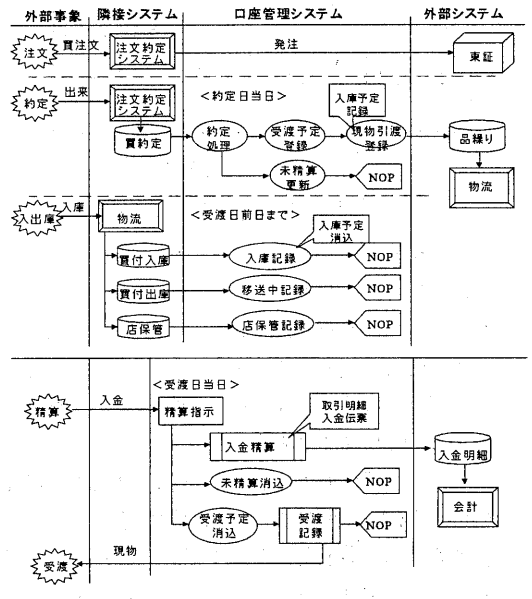 外部事象 隣接システム 口座管理システム 外部システム
注文 買注文 注文約定
システム 発注 東証
約定 出来 注文約定
システム <約定日当日> 入庫予定
記録
買約定 約定
処理 受渡予定
登録 現物引渡
登録 品繰り
未精算
更新 NOP 物流
入出庫 入庫 物流 <受渡日前日まで> 入庫予定
消込
買付入庫 入庫記録 NOP
買付出庫 移送中記録 NOP
店保管 店保管記録 NOP
<受渡日当日>
精算 入金 精算指示 取引明細
入金伝票
入金精算 入金明細
未精算消込 NOP 会計
受渡予定
消込 受渡
記録 NOP
受渡 現物